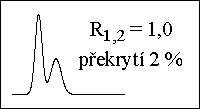 R1,2 = 1,0
překrytí 2 %